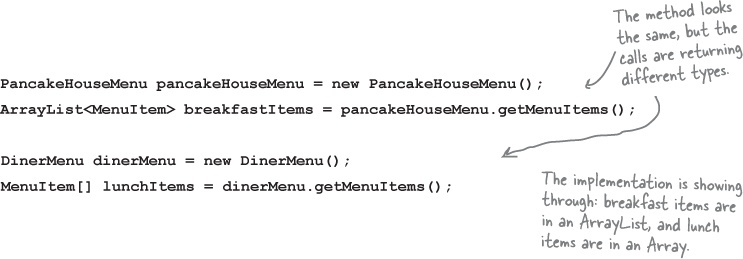 The method looks
the same, but the
calls are returning
different types.
PancakeHouseMenu pancakeHouseMenu = new PancakeHouseMenu();
ArrayList<MenuItem> breakfastItems = pancakeHouseMenu.getMenuItems();
DinerMenu dinerMenu = new DinerMenu();
MenuItem[] lunchItems = dinerMenu.getMenuItems();
The implementation is showing
through: breakfast items are
in an ArrayList, and lunch
items are in an Array.